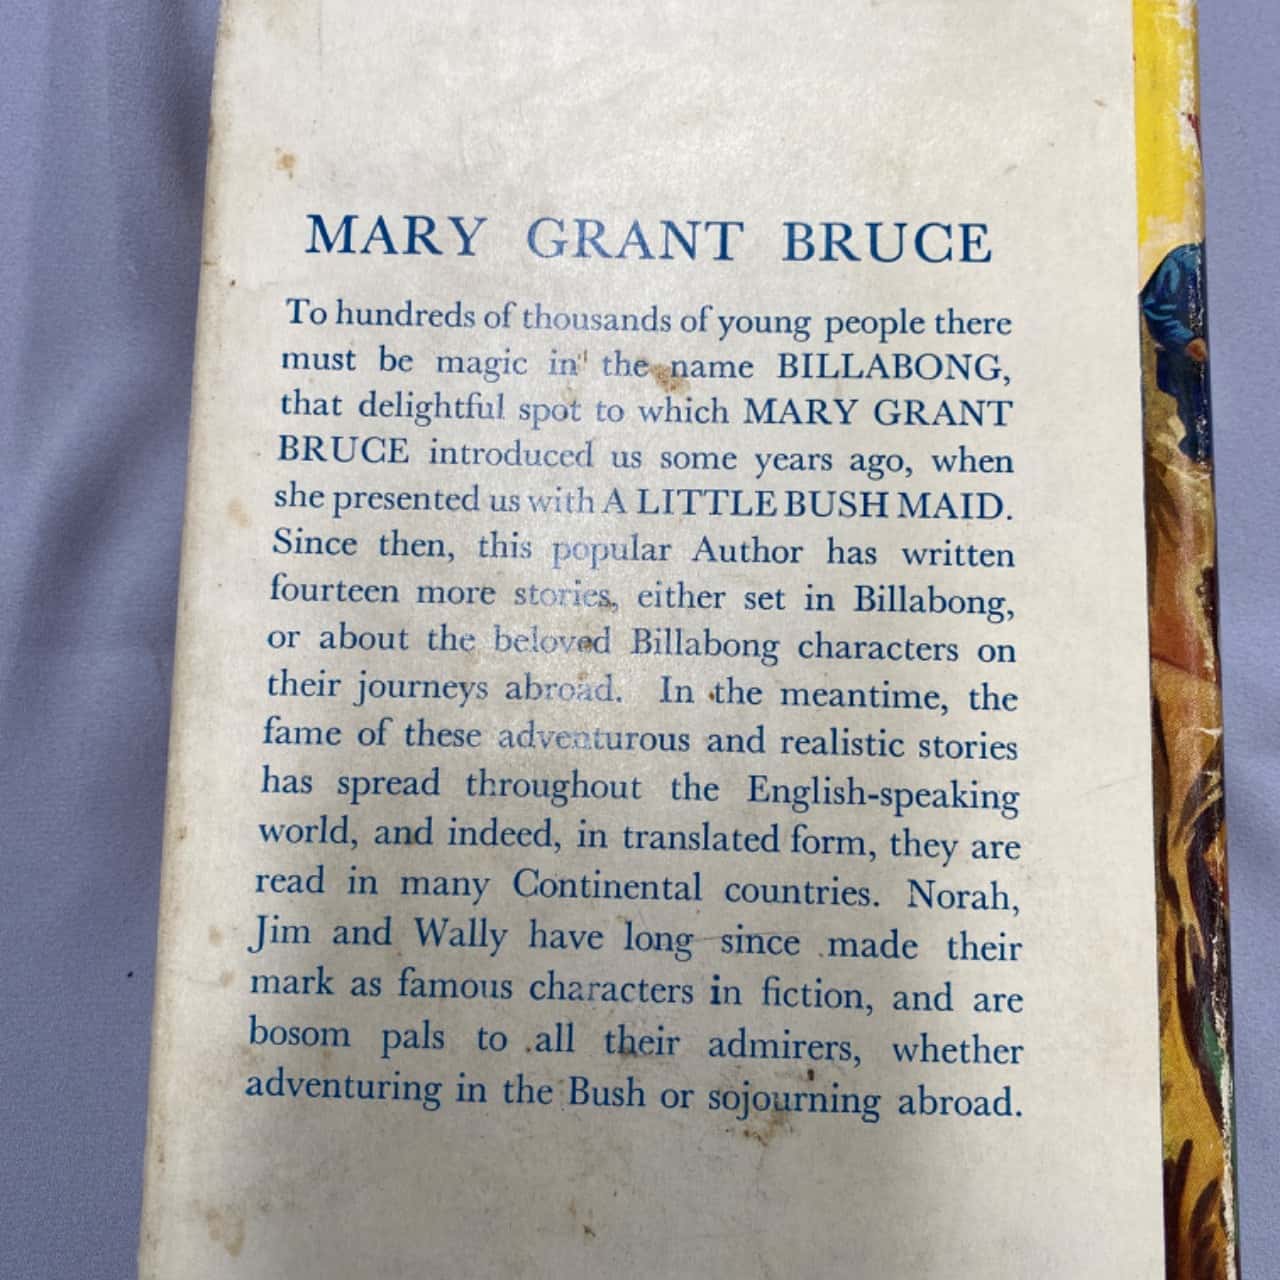 MARY GRANT BRUCE
To hundreds of thousands of young people there
must be magic in the name BILLABONG,
that delightful spot to which MARY GRANT
BRUCE introduced us some years ago, when
she presented us with A LITTLE BUSH MAID.
Since then, this popular Author has written
fourteen more stories, either set in Billabong,
or about the beloved Billabong characters on
their journeys abroad. In the meantime, the
fame of these adventurous and realistic stories
has spread throughout the English-speaking
world, and indeed, in translated form, they are
read in many Continental countries. Norah,
Jim and Wally have long since made their
mark as famous characters in fiction, and are
bosom pals to all their admirers, whether
adventuring in the Bush or sojourning abroad.